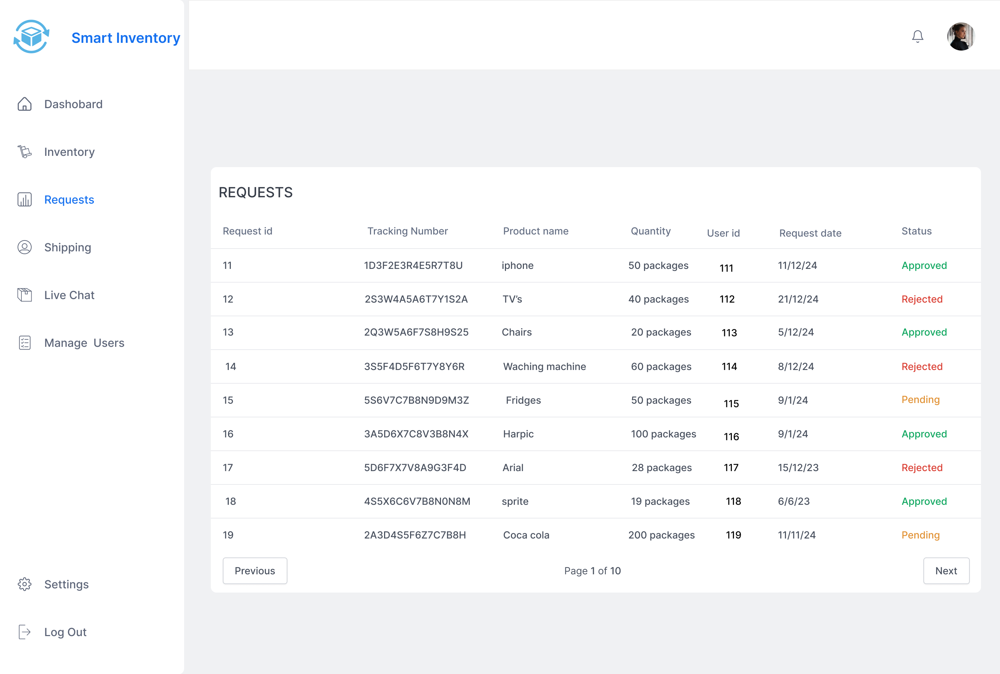 Smart Inventory
Dashobard
Inventory
Requests
Shipping
Live Chat
Manage Users
Settings
Log Out
REQUESTS
Request id Tracking Number Product name Quantity User id Request date Status
11 1D3F2E3R4E5R7T8U iphone 50 packages 111 11/12/24 Approved
12 2S3W4A5A6T7Y1S2A TV’s 40 packages 112 21/12/24 Rejected
13 2Q3W5A6F7S8H9S25 Chairs 20 packages 113 5/12/24 Approved
14 3S5F4D5F6T7Y8Y6R Waching machine 60 packages 114 8/12/24 Rejected
15 5S6V7C7B8N9D9M3Z Fridges 50 packages 115 9/1/24 Pending
16 3A5D6X7C8V3B8N4X Harpic 100 packages 116 9/1/24 Approved
17 5D6F7X7V8A9G3F4D Arial 28 packages 117 15/12/23 Rejected
18 4S5X6C6V7B8N0N8M sprite 19 packages 118 6/6/23 Approved
19 2A3D4S5F6Z7C7B8H Coca cola 200 packages 119 11/11/24 Pending
Previous Page 1 of 10 Next